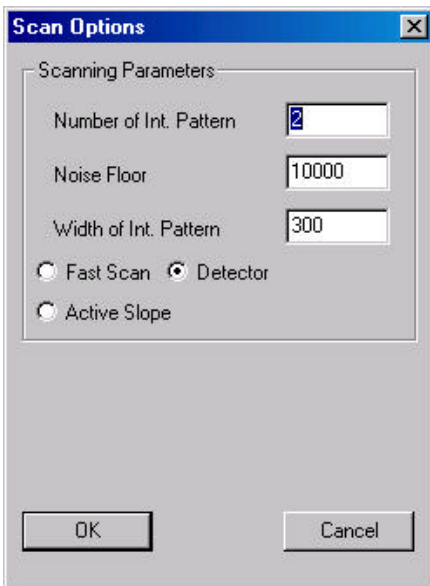 Scan Options
Scanning Parameters
Number of Int. Pattern 2
Noise Floor 10000
Width of Int. Pattern 300
Fast Scan Detector
Active Slope
OK Cancel